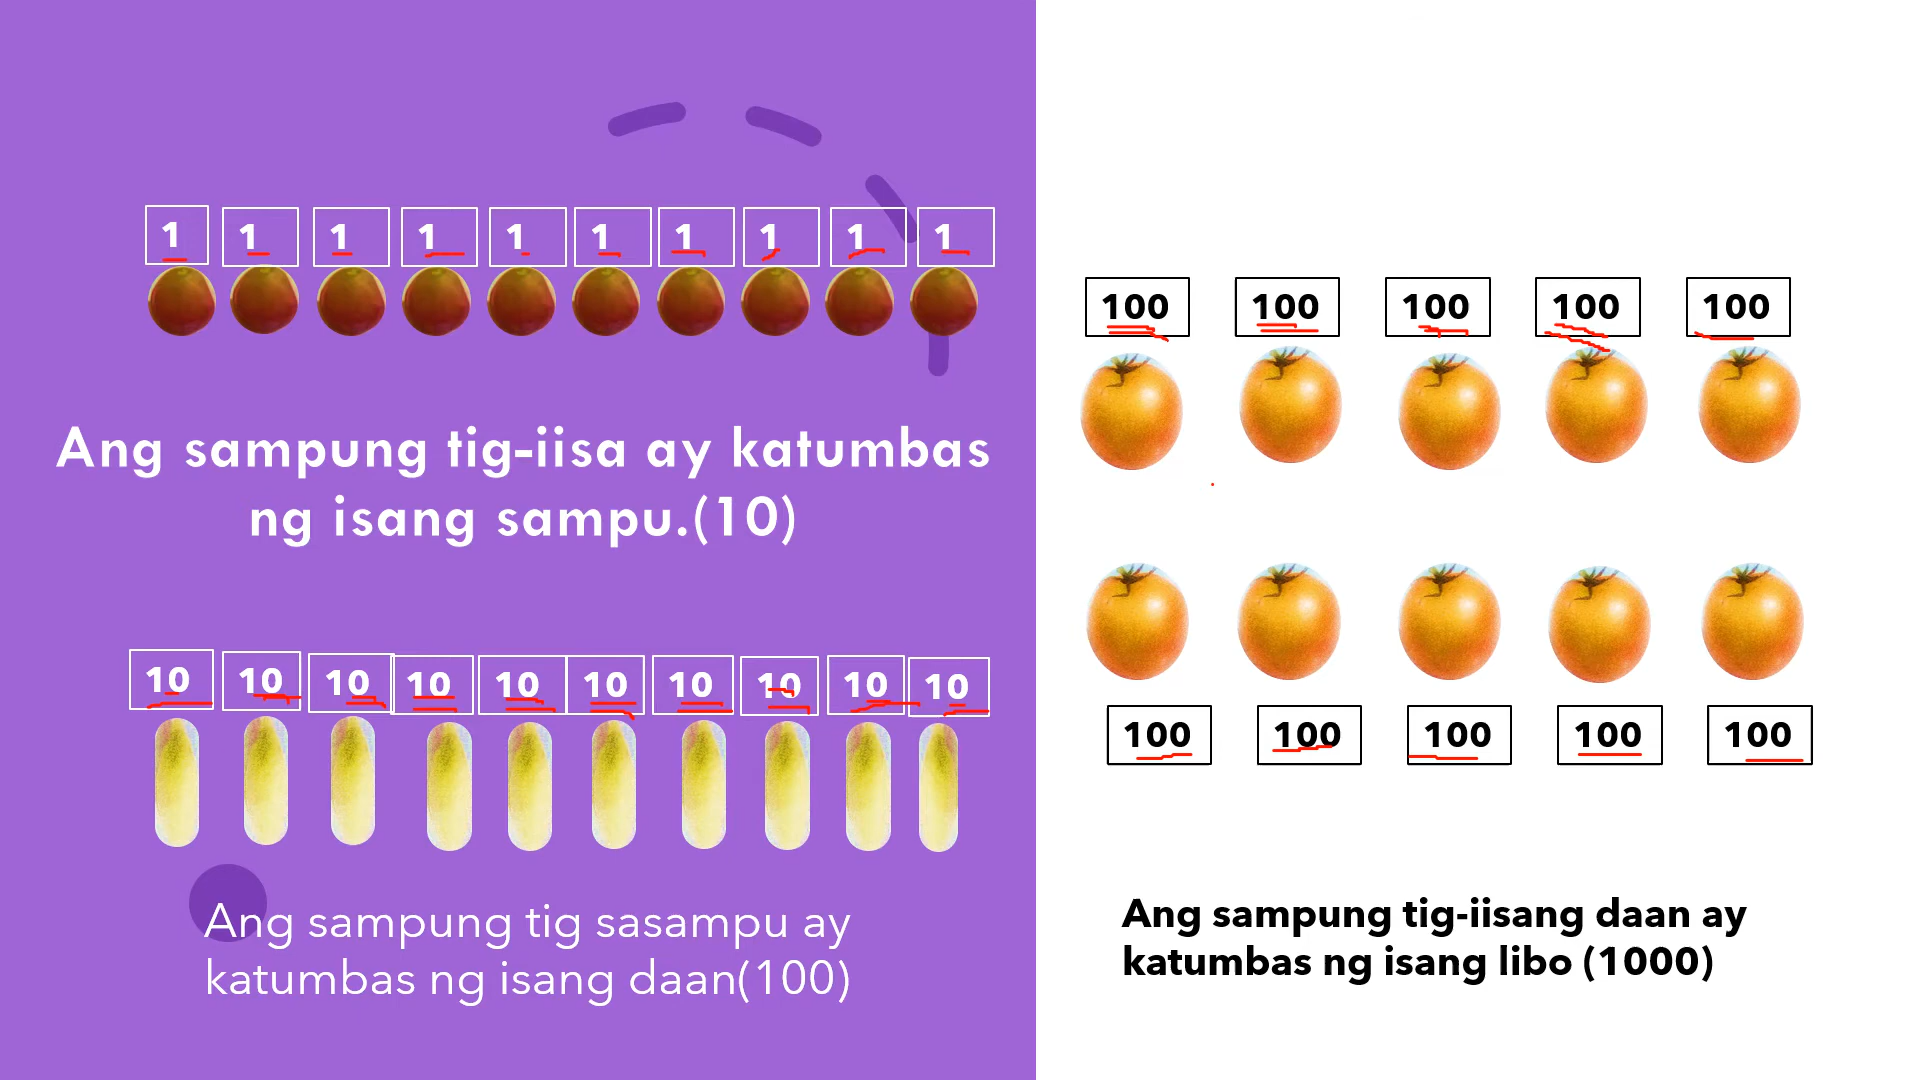 1 1 1 1 1 1 1 1 1 1
Ang sampung tig-iisa ay katumbas
ng isang sampu.(10)
10 10 10 10 10 10 10 10 10 10
Ang sampung tig sasampu ay
katumbas ng isang daan(100)
100 100 100 100 100
100 100 100 100 100
Ang sampung tig-iisang daan ay
katumbas ng isang libo (1000)